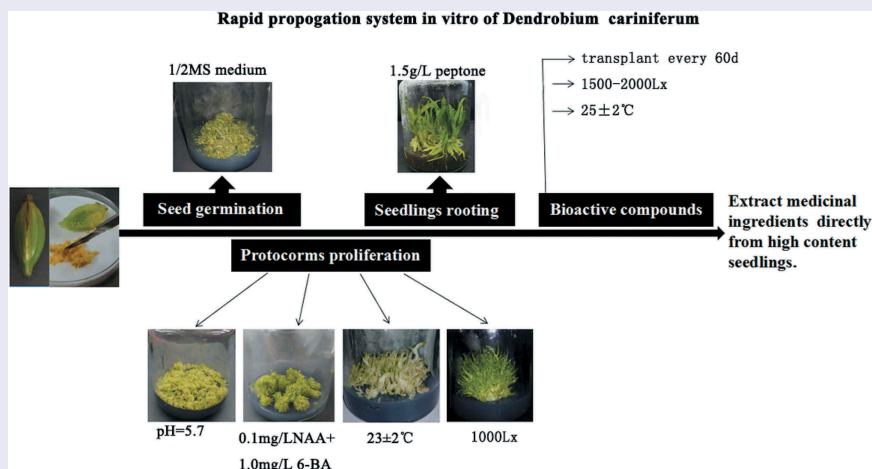 Rapid propogation system in vitro of Dendrobium cariniferum
1/2MS medium
1.5g/L peptone
transplant every 60d
1500-2000Lx
25±2℃
Seed germination
Seedlings rooting
Bioactive compounds
Extract medicinal
ingredients directly
from high content
seedlings.
Protocorms proliferation
pH=5.7
0.1mg/LNAA+
1.0mg/L 6-BA
23±2℃
1000Lx